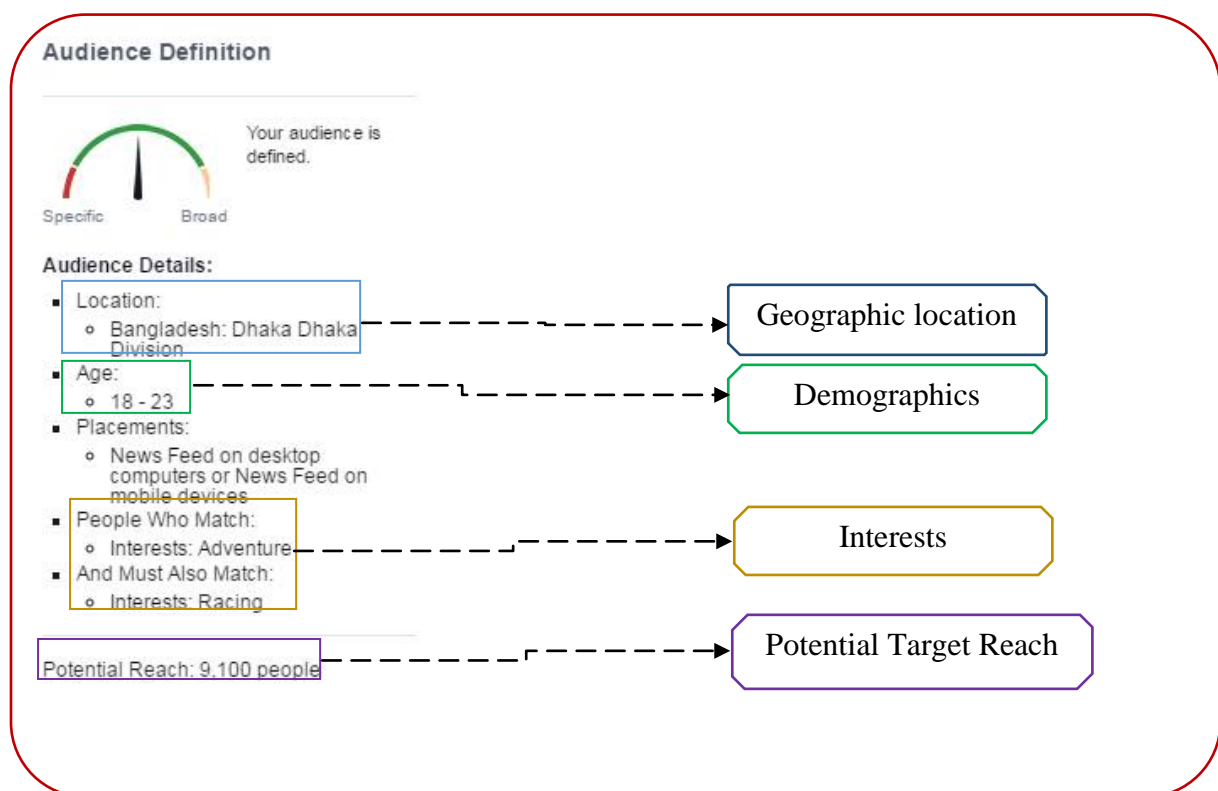 Audience Definition
Your audience is
defined.
Specific
Broad
Audience Details:
Location:
Bangladesh: Dhaka Dhaka
Division
Geographic location
Age:
18 - 23
Demographics
Placements:
News Feed on desktop
computers or News Feed on
mobile devices
People Who Match:
Interests: Adventure
And Must Also Match:
Interests: Racing
Interests
Potential Reach: 9,100 people
Potential Target Reach